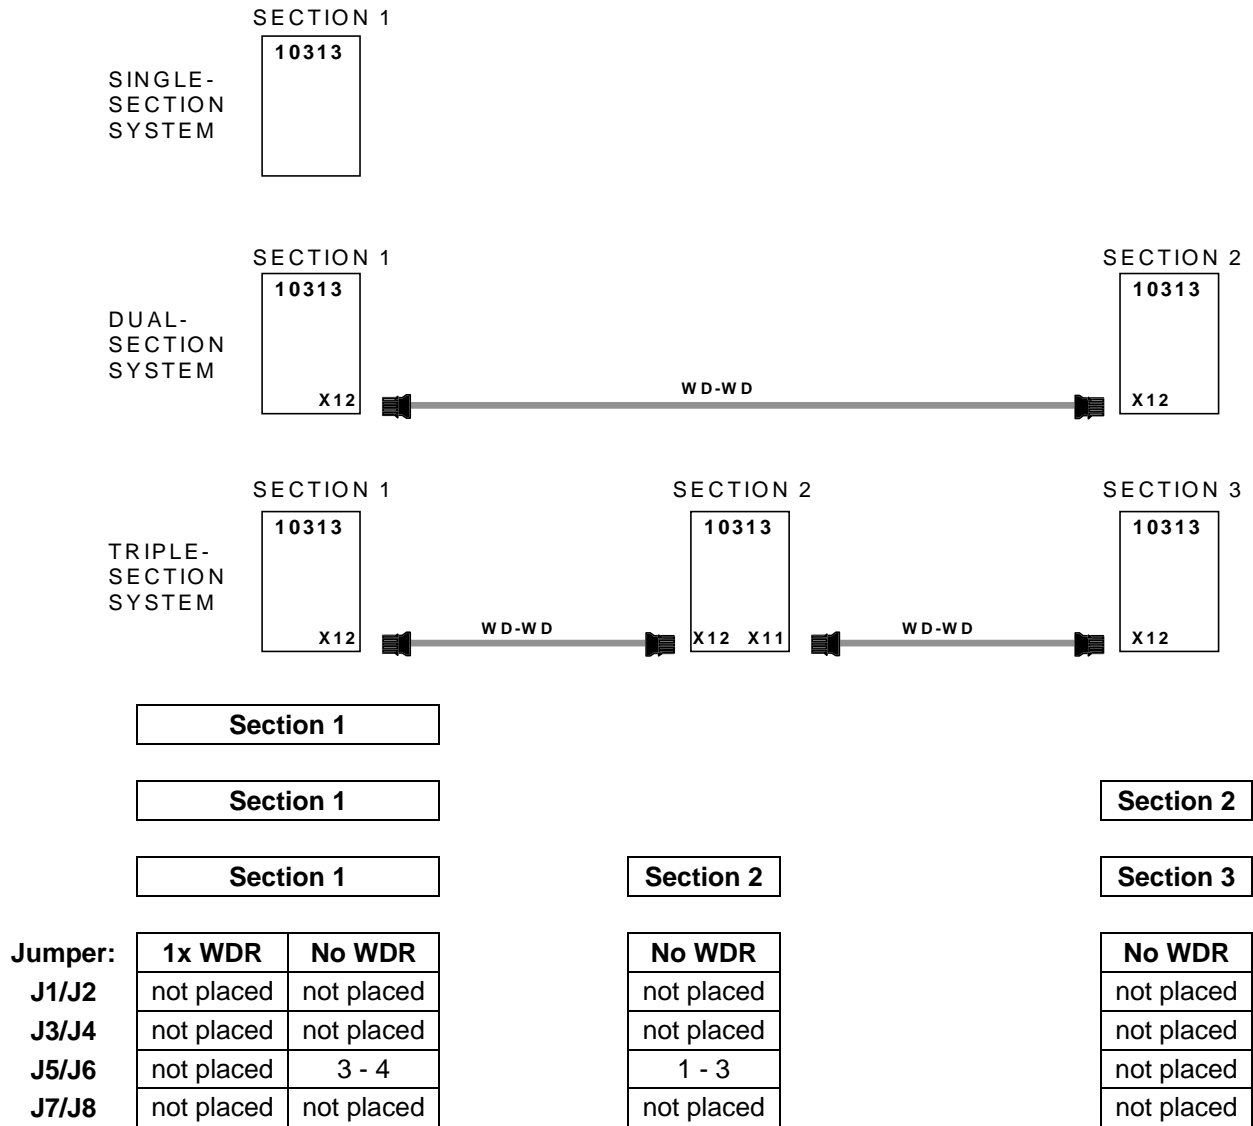 SECTION 1
10313
SINGLE-
SECTION
SYSTEM
SECTION 1 SECTION 2
10313 10313
DUAL-
SECTION
SYSTEM
X12 WD-WD X12
SECTION 1 SECTION 2 SECTION 3
10313 10313 10313
TRIPLE-
SECTION
SYSTEM
X12 WD-WD X12 X11 WD-WD X12
Section 1
Section 1 Section 2
Section 1 Section 2 Section 3
Jumper: 1x WDR No WDR No WDR No WDR
J1/J2 not placed not placed not placed not placed
J3/J4 not placed not placed not placed not placed
J5/J6 not placed 3 - 4 1 - 3 not placed
J7/J8 not placed not placed not placed not placed